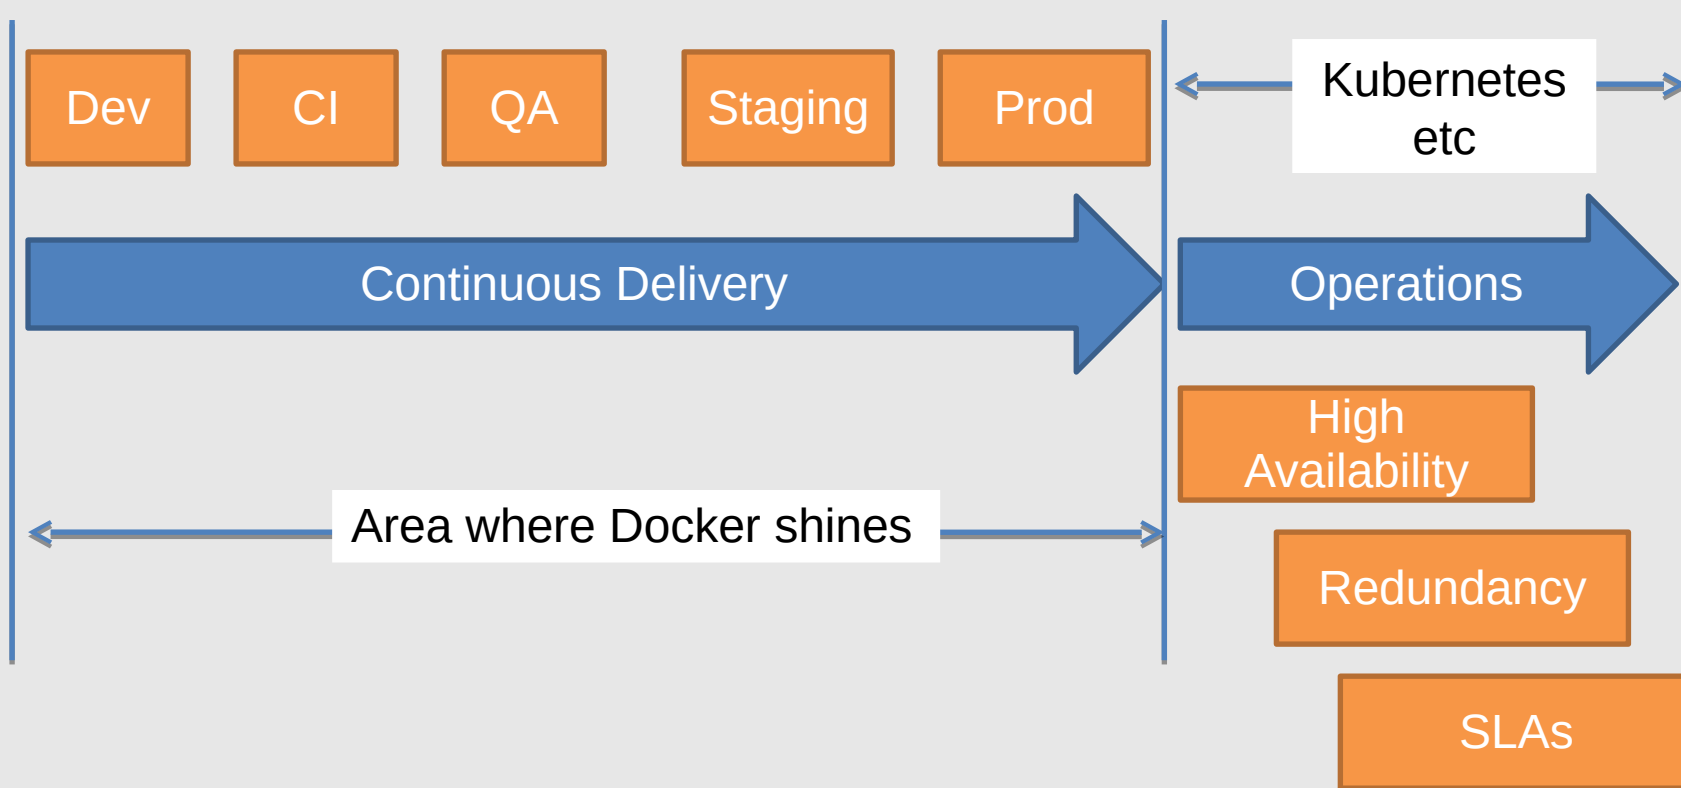 Dev
CI
QA
Staging
Prod
Kubernetes
etc
Continuous Delivery
Operations
High
Availability
Area where Docker shines
Redundancy
SLAs